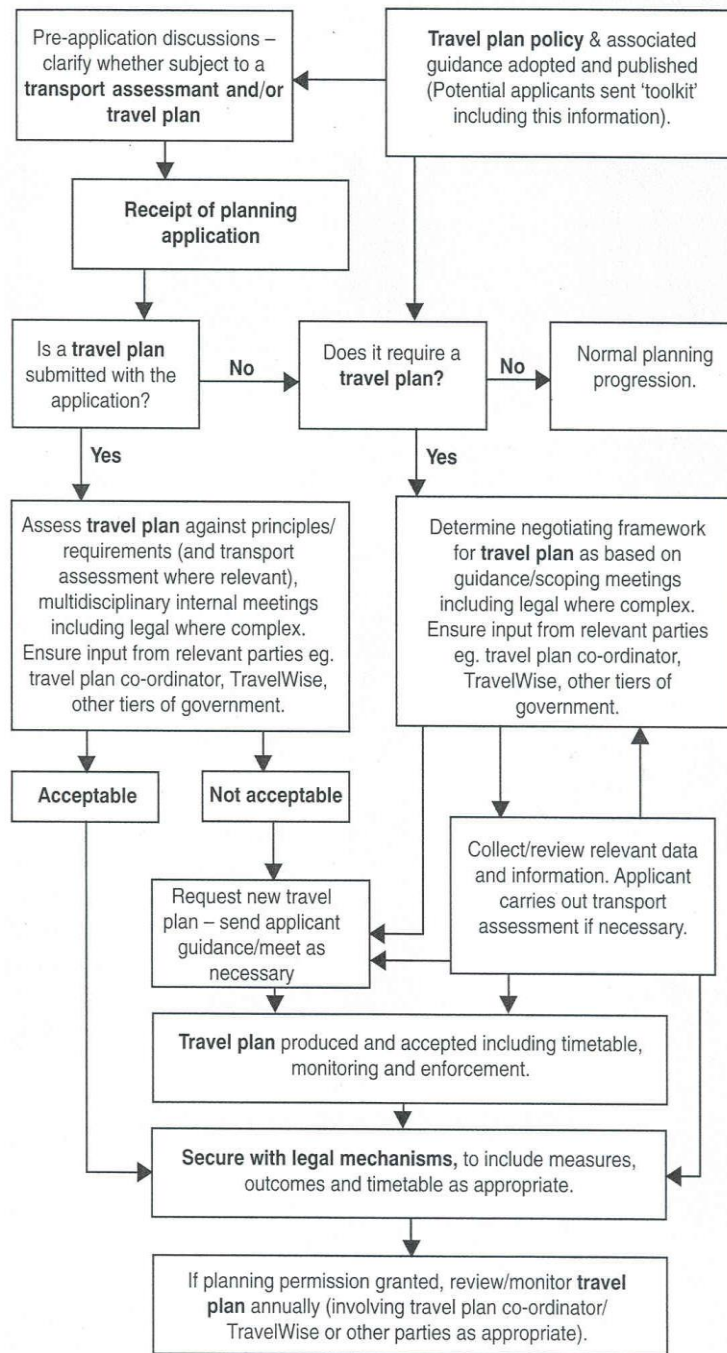 Pre-application discussions –
clarify whether subject to a
transport assessmant and/or
travel plan
Travel plan policy & associated
guidance adopted and published
(Potential applicants sent ‘toolkit’
including this information).
Receipt of planning
application
Is a travel plan
submitted with the
application?
No
Does it require a
travel plan?
No
Normal planning
progression.
Yes
Yes
Assess travel plan against principles/
requirements (and transport
assessment where relevant),
multidisciplinary internal meetings
including legal where complex.
Ensure input from relevant parties eg.
travel plan co-ordinator, TravelWise,
other tiers of government.
Determine negotiating framework
for travel plan as based on
guidance/scoping meetings
including legal where complex.
Ensure input from relevant parties
eg. travel plan co-ordinator,
TravelWise, other tiers of
government.
Acceptable
Not acceptable
Collect/review relevant data
and information. Applicant
carries out transport
assessment if necessary.
Request new travel
plan – send applicant
guidance/meet as
necessary
Travel plan produced and accepted including timetable,
monitoring and enforcement.
Secure with legal mechanisms, to include measures,
outcomes and timetable as appropriate.
If planning permission granted, review/monitor travel
plan annually (involving travel plan co-ordinator/
TravelWise or other parties as appropriate).